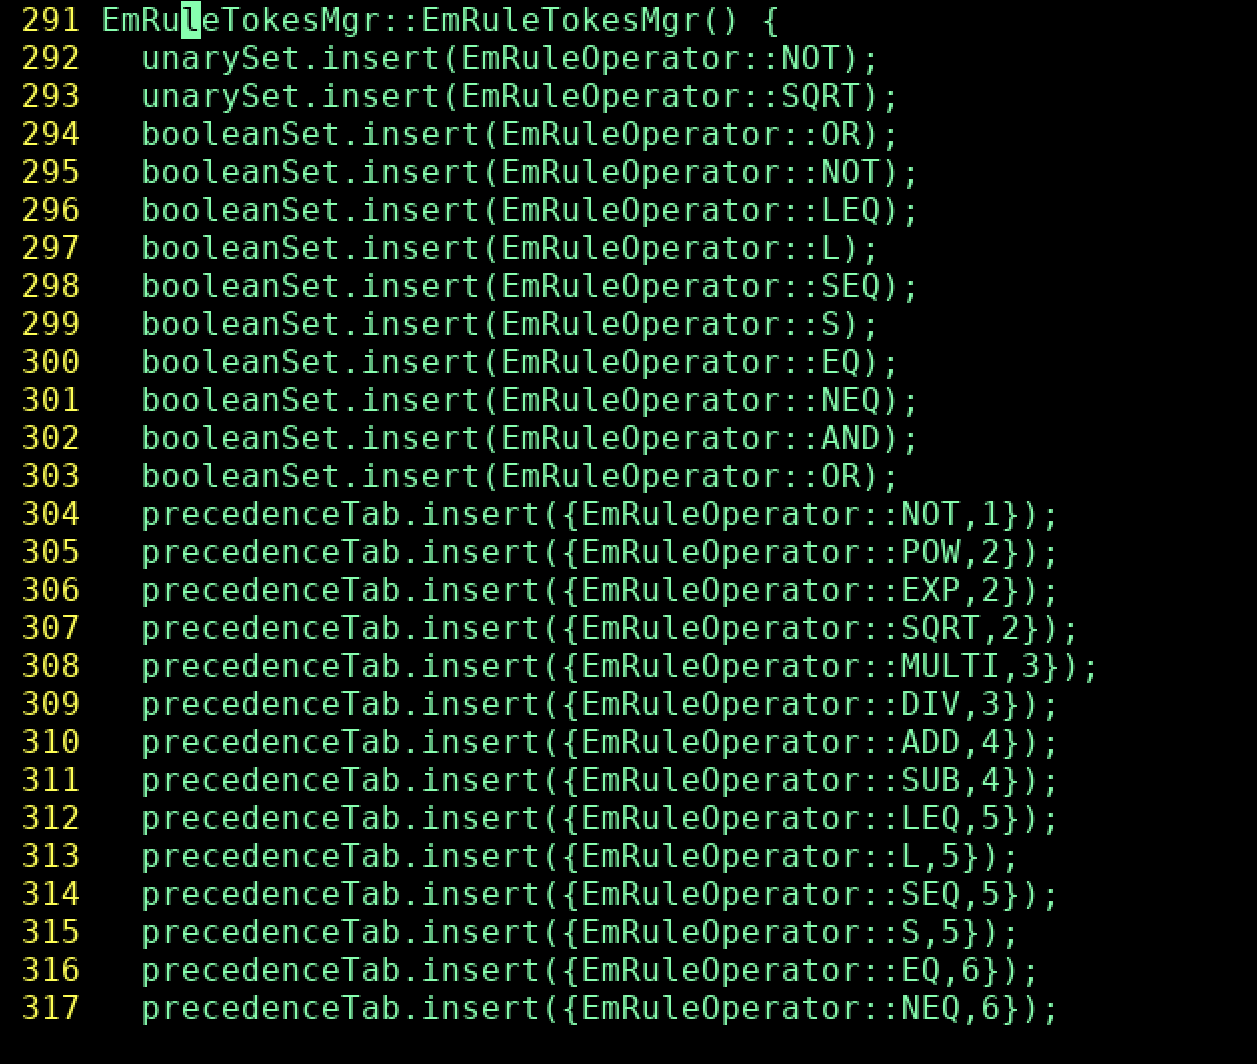 291 EmRuleTokesMgr::EmRuleTokesMgr() {
292   unarySet.insert(EmRuleOperator::NOT);
293   unarySet.insert(EmRuleOperator::SQRT);
294   booleanSet.insert(EmRuleOperator::OR);
295   booleanSet.insert(EmRuleOperator::NOT);
296   booleanSet.insert(EmRuleOperator::LEQ);
297   booleanSet.insert(EmRuleOperator::L);
298   booleanSet.insert(EmRuleOperator::SEQ);
299   booleanSet.insert(EmRuleOperator::S);
300   booleanSet.insert(EmRuleOperator::EQ);
301   booleanSet.insert(EmRuleOperator::NEQ);
302   booleanSet.insert(EmRuleOperator::AND);
303   booleanSet.insert(EmRuleOperator::OR);
304   precedenceTab.insert({EmRuleOperator::NOT,1});
305   precedenceTab.insert({EmRuleOperator::POW,2});
306   precedenceTab.insert({EmRuleOperator::EXP,2});
307   precedenceTab.insert({EmRuleOperator::SQRT,2});
308   precedenceTab.insert({EmRuleOperator::MULTI,3});
309   precedenceTab.insert({EmRuleOperator::DIV,3});
310   precedenceTab.insert({EmRuleOperator::ADD,4});
311   precedenceTab.insert({EmRuleOperator::SUB,4});
312   precedenceTab.insert({EmRuleOperator::LEQ,5});
313   precedenceTab.insert({EmRuleOperator::L,5});
314   precedenceTab.insert({EmRuleOperator::SEQ,5});
315   precedenceTab.insert({EmRuleOperator::S,5});
316   precedenceTab.insert({EmRuleOperator::EQ,6});
317   precedenceTab.insert({EmRuleOperator::NEQ,6});